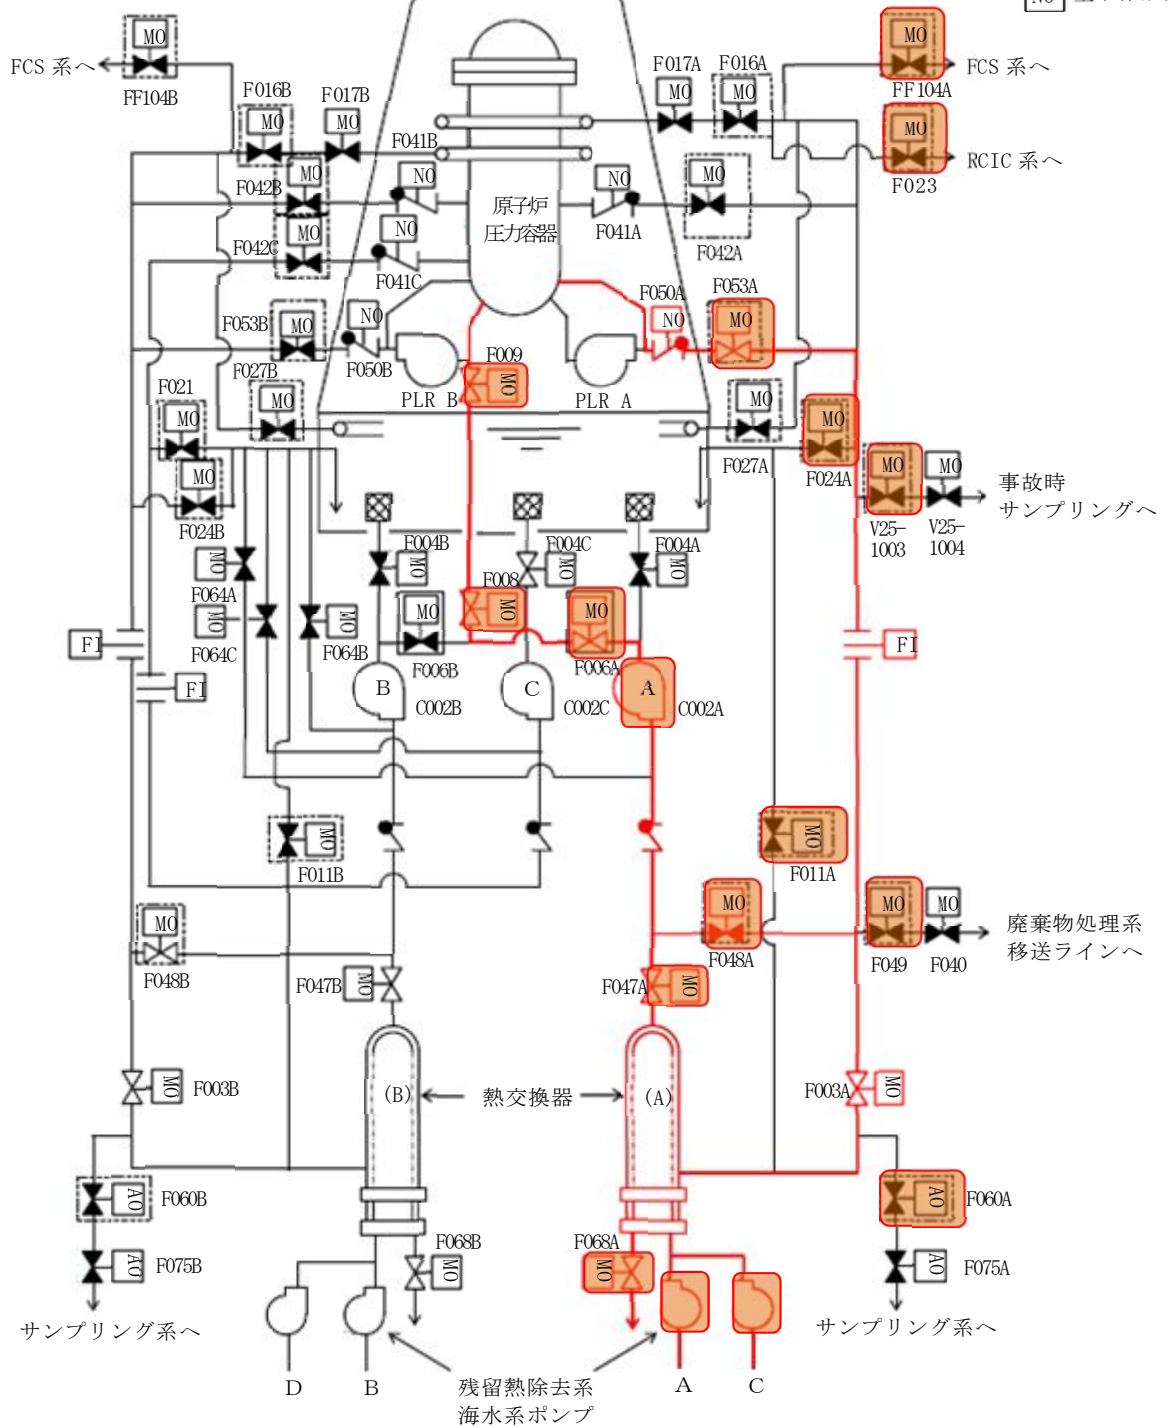 MO
MO
FCS 系へ
FCS 系へ
FF104B
FF104A
F017A
F016A
MO
MO
F016B
F017B
MO
MO
MO
F041B
RCIC 系へ
F023
F042B
MO
NO
NO
MO
原子炉
圧力容器
F041A
F042A
F042C
MO
NO
F041C
F050A
F053A
NO
MO
F053B
MO
NO
F050B
F009
MO
PLR B
PLR A
F027B
F021
MO
MO
MO
MO
F027A
F024A
MO
F024B
MO
MO
V25-
1003
V25-
1004
事故時
サンプリングへ
F004B
F004C
F004A
MO
MO
MO
MO
F064A
MO
F064C
MO
F064B
F008
MO
MO
F006B
MO
F006A
FI
FI
FI
B
C
A
C002B
C002C
C002A
MO
F011B
MO
F011A
MO
F048B
MO
F048A
MO
MO
F049
F040
廃棄物処理系
移送ラインへ
F047B
MO
F047A
MO
MO
F003B
(B)
熱交換器
(A)
F003A
MO
AO
F060B
AO
F060A
AO
F075B
F068B
MO
F068A
MO
AO
F075A
サンプリング系へ
サンプリング系へ
D
B
残留熱除去系
海水系ポンプ
A
C